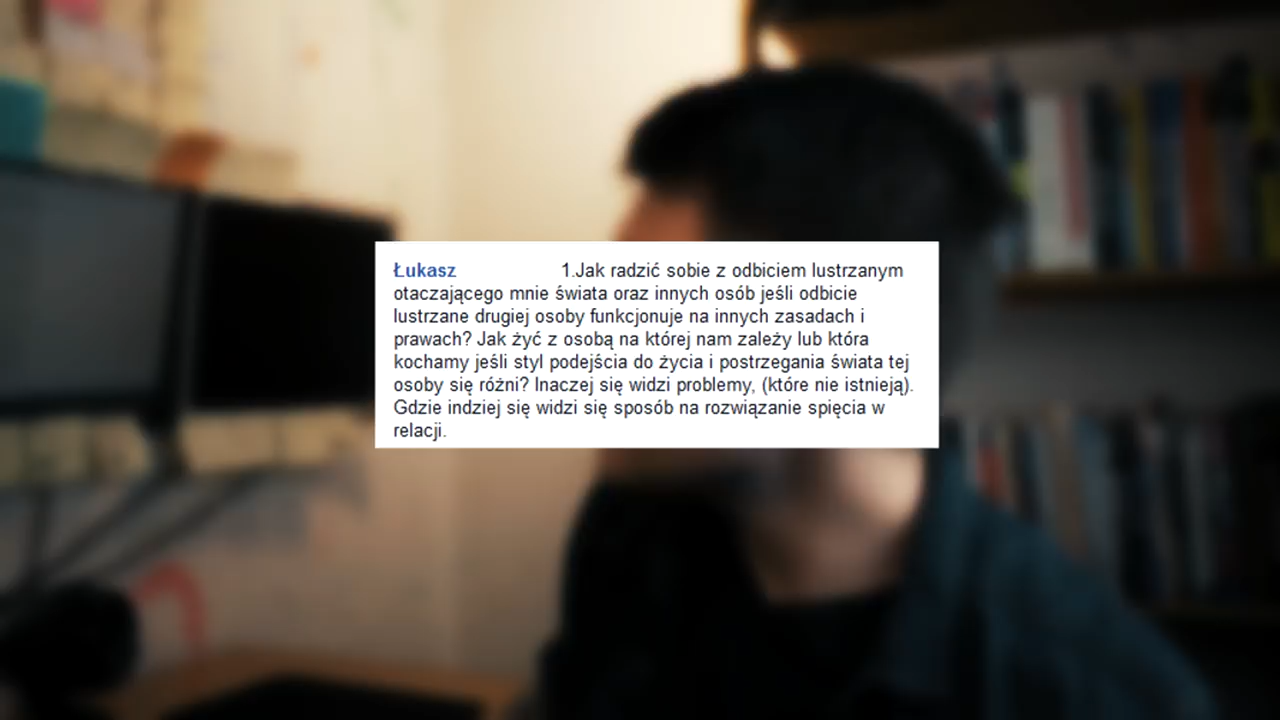 Łukasz 1.Jak radzić sobie z odbiciem lustrzanym
otaczającego mnie świata oraz innych osób jeśli odbicie
lustrzane drugiej osoby funkcjonuje na innych zasadach i
prawach? Jak żyć z osobą na której nam zależy lub która
kochamy jeśli styl podejścia do życia i postrzegania świata tej
osoby się różni? Inaczej się widzi problemy, (które nie istnieją).
Gdzie indziej się widzi się sposób na rozwiązanie spięcia w
relacji.